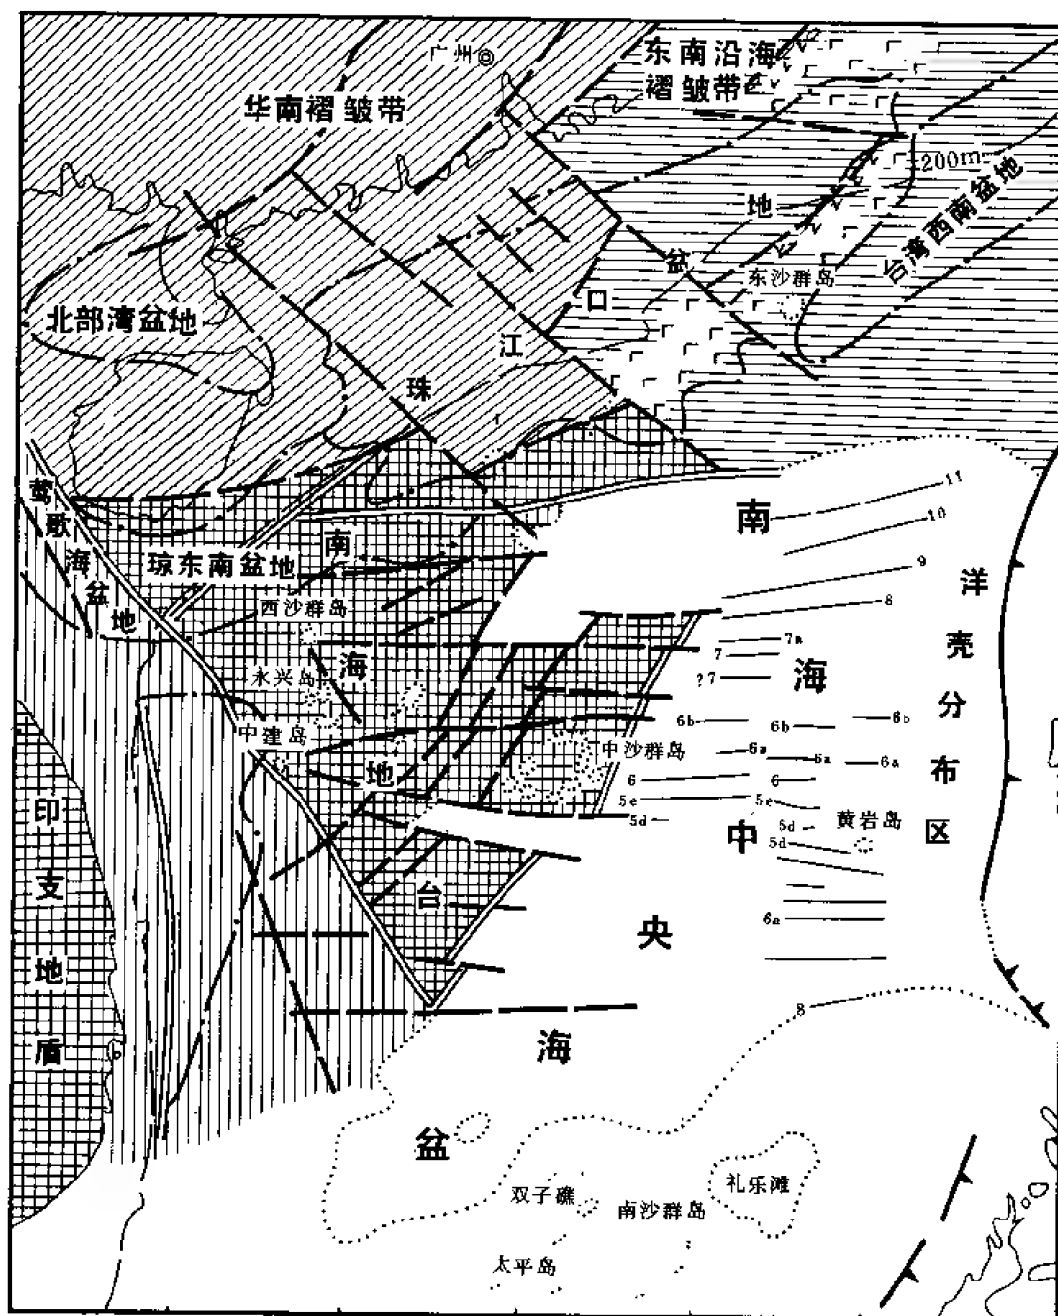 广州
东南沿海
褶皱带
华南褶皱带
200m
台湾西南盆地
东沙群岛
北部湾盆地
珠江口盆地
莺歌海盆地
琼东南盆地
西沙群岛
永兴岛
中建岛
南海地台
中沙群岛
印支地盾
南海中央海盆
洋壳分布区
黄岩岛
11
10
9
8
7a
7
?7
6b
6b
6b
6a
6a
6a
6
6
5e
5e
5d
5d
5d
6a
8
双子礁
南沙群岛
礼乐滩
太平岛